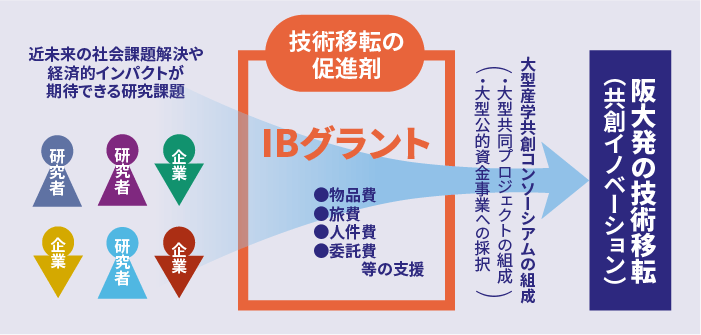 近未来の社会課題解決や
経済的インパクトが
期待できる研究課題
研究者
研究者
企業
企業
研究者
企業
技術移転の
促進剤
IBグラント
●物品費
●旅費
●人件費
●委託費
等の支援
大型産学共創コンソーシアムの組成
（・大型共同プロジェクトの組成）
（・大型公的資金事業への採択）
阪大発の技術移転
（共創イノベーション）